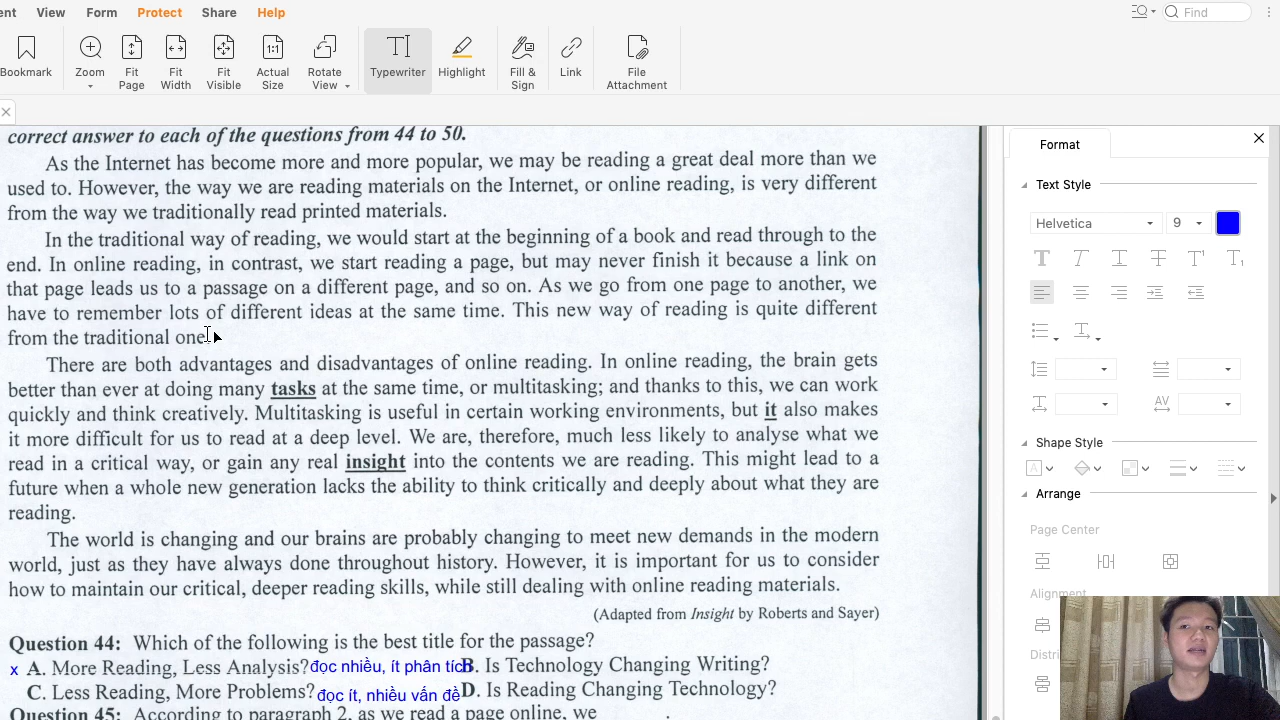 ent View Form Protect Share Help Find
Bookmark Zoom Fit Page Fit Width Fit Visible Actual Size Rotate View Typewriter Highlight Fill & Sign Link File Attachment
correct answer to each of the questions from 44 to 50.
As the Internet has become more and more popular, we may be reading a great deal more than we
used to. However, the way we are reading materials on the Internet, or online reading, is very different
from the way we traditionally read printed materials.
In the traditional way of reading, we would start at the beginning of a book and read through to the
end. In online reading, in contrast, we start reading a page, but may never finish it because a link on
that page leads us to a passage on a different page, and so on. As we go from one page to another, we
have to remember lots of different ideas at the same time. This new way of reading is quite different
from the traditional one.
There are both advantages and disadvantages of online reading. In online reading, the brain gets
better than ever at doing many tasks at the same time, or multitasking; and thanks to this, we can work
quickly and think creatively. Multitasking is useful in certain working environments, but it also makes
it more difficult for us to read at a deep level. We are, therefore, much less likely to analyse what we
read in a critical way, or gain any real insight into the contents we are reading. This might lead to a
future when a whole new generation lacks the ability to think critically and deeply about what they are
reading.
The world is changing and our brains are probably changing to meet new demands in the modern
world, just as they have always done throughout history. However, it is important for us to consider
how to maintain our critical, deeper reading skills, while still dealing with online reading materials.
(Adapted from Insight by Roberts and Sayer)
Question 44: Which of the following is the best title for the passage?
x A. More Reading, Less Analysis? đọc nhiều, ít phân tíc B. Is Technology Changing Writing?
C. Less Reading, More Problems? đọc ít, nhiều vấn đề D. Is Reading Changing Technology?
Question 45: According to paragraph 2, as we read a page online, we ______.
Format
Text Style
Helvetica 9
Shape Style
Arrange
Page Center
Alignment
Distri